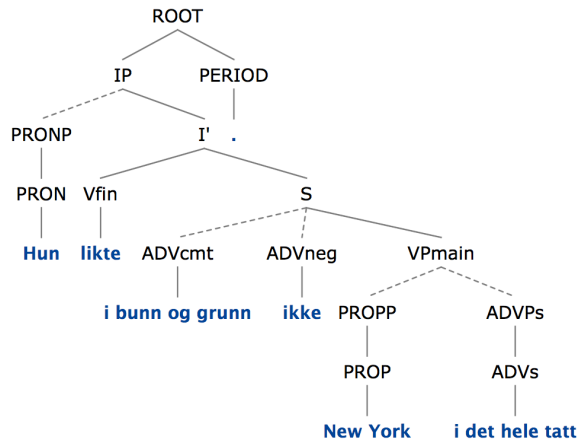 ROOT
IP PERIOD
PRONP I' .
PRON Vfin S
Hun likte ADVcmt ADVneg VPmain
i bunn og grunn ikke PROPP ADVPs
PROP ADVs
New York i det hele tatt